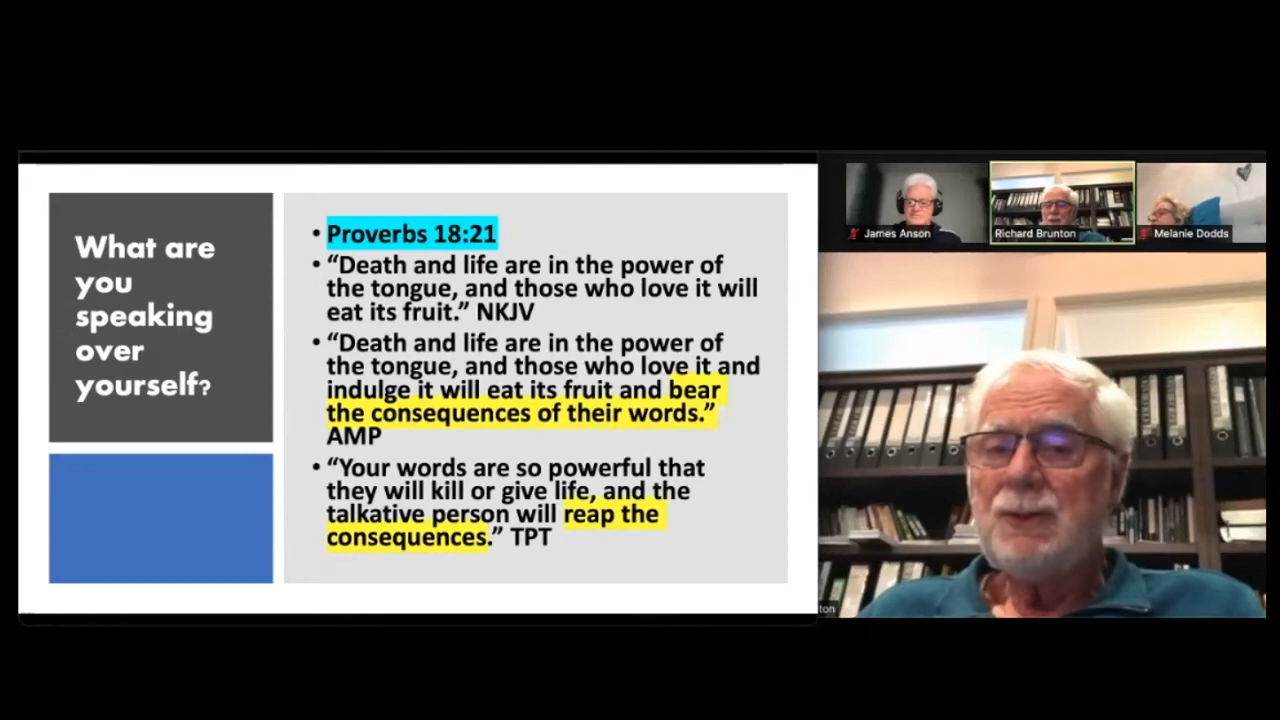 What are
you
speaking
over
yourself?
• Proverbs 18:21
• “Death and life are in the power of
the tongue, and those who love it will
eat its fruit.” NKJV
• “Death and life are in the power of
the tongue, and those who love it and
indulge it will eat its fruit and bear
the consequences of their words.”
AMP
• “Your words are so powerful that
they will kill or give life, and the
talkative person will reap the
consequences.” TPT
James Anson
Richard Brunton
Melanie Dodds
ton